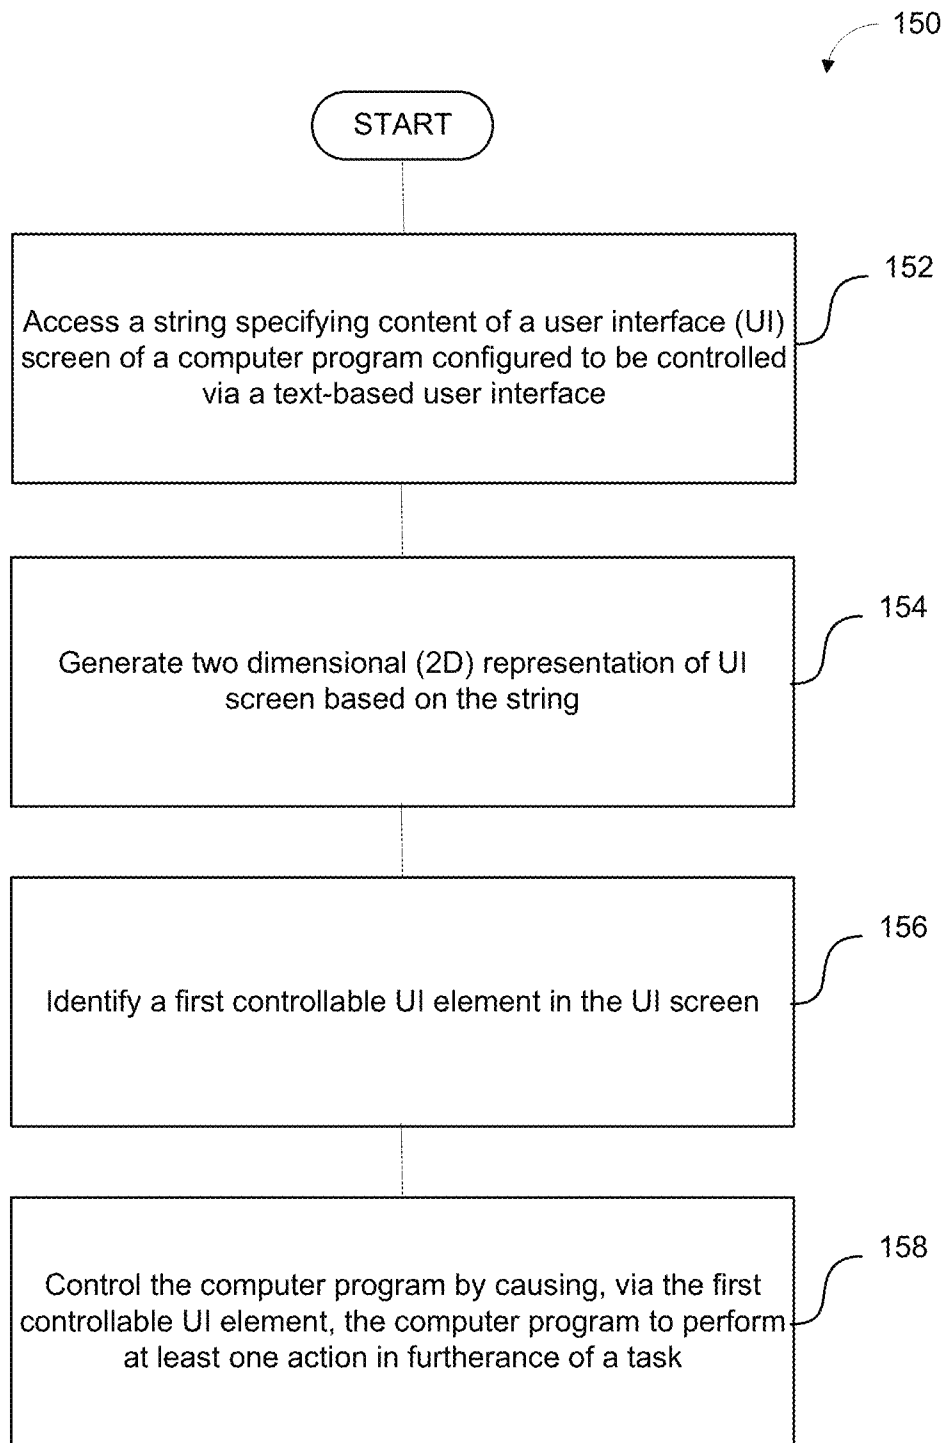 150
START
152
Access a string specifying content of a user interface (UI)
screen of a computer program configured to be controlled
via a text-based user interface
154
Generate two dimensional (2D) representation of UI
screen based on the string
156
Identify a first controllable UI element in the UI screen
158
Control the computer program by causing, via the first
controllable UI element, the computer program to perform
at least one action in furtherance of a task